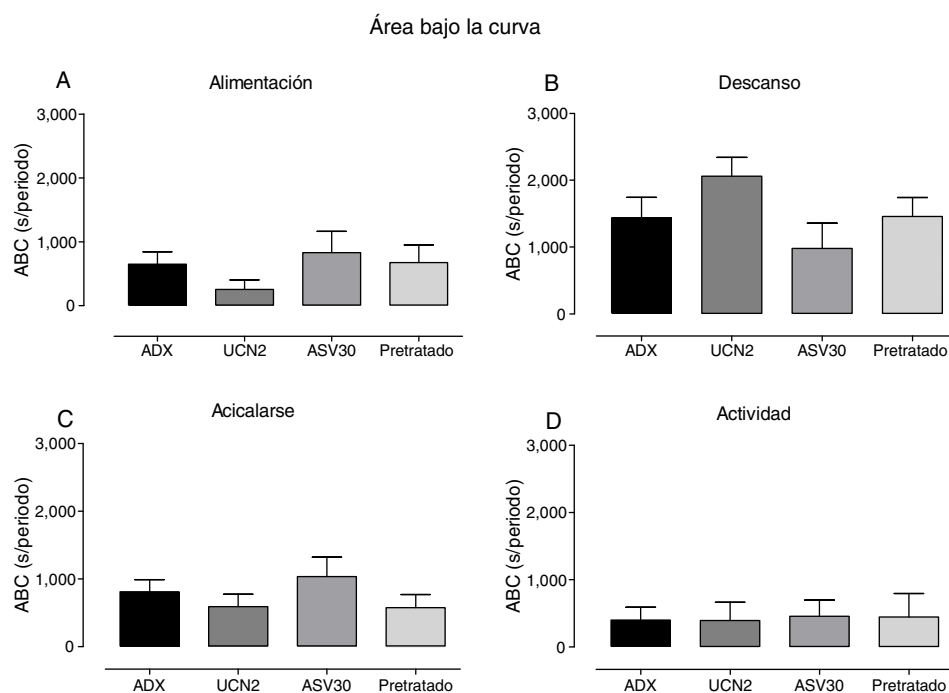 Área bajo la curva
A
Alimentación
ABC (s/periodo)
3,000
2,000
1,000
0
ADX UCN2 ASV30 Pretratado
B
Descanso
ABC (s/periodo)
3,000
2,000
1,000
0
ADX UCN2 ASV30 Pretratado
C
Acicalarse
ABC (s/periodo)
3,000
2,000
1,000
0
ADX UCN2 ASV30 Pretratado
D
Actividad
ABC (s/periodo)
3,000
2,000
1,000
0
ADX UCN2 ASV30 Pretratado